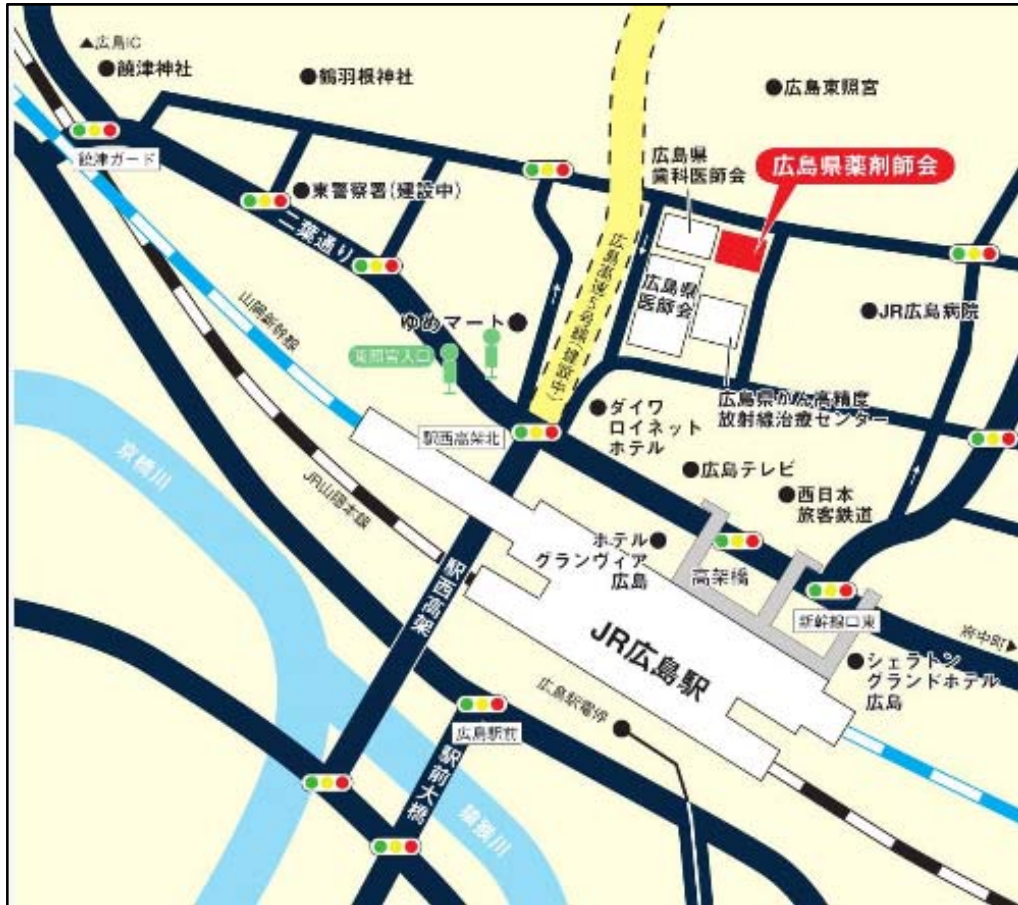 ▲広島IC
●饒津神社
●鶴羽根神社
●広島東照宮
饒津ガード
広島県
歯科医師会
広島県薬剤師会
●東警察署(建設中)
二葉通り
広島高速5号線(建設中)
広島県
医師会
●JR広島病院
山陽新幹線
ゆめマート●
東照宮入口
広島県がん高精度
放射線治療センター
●ダイワ
ロイネット
ホテル
駅西高架北
●広島テレビ
●西日本
旅客鉄道
京橋川
JR山陽本線
ホテル●
グランヴィア
広島
高架橋
駅西高架
新幹線口東
府中町▶
JR広島駅
●シェラトン
グランドホテル
広島
広島駅電停
広島駅前
駅前大橋
猿猴川